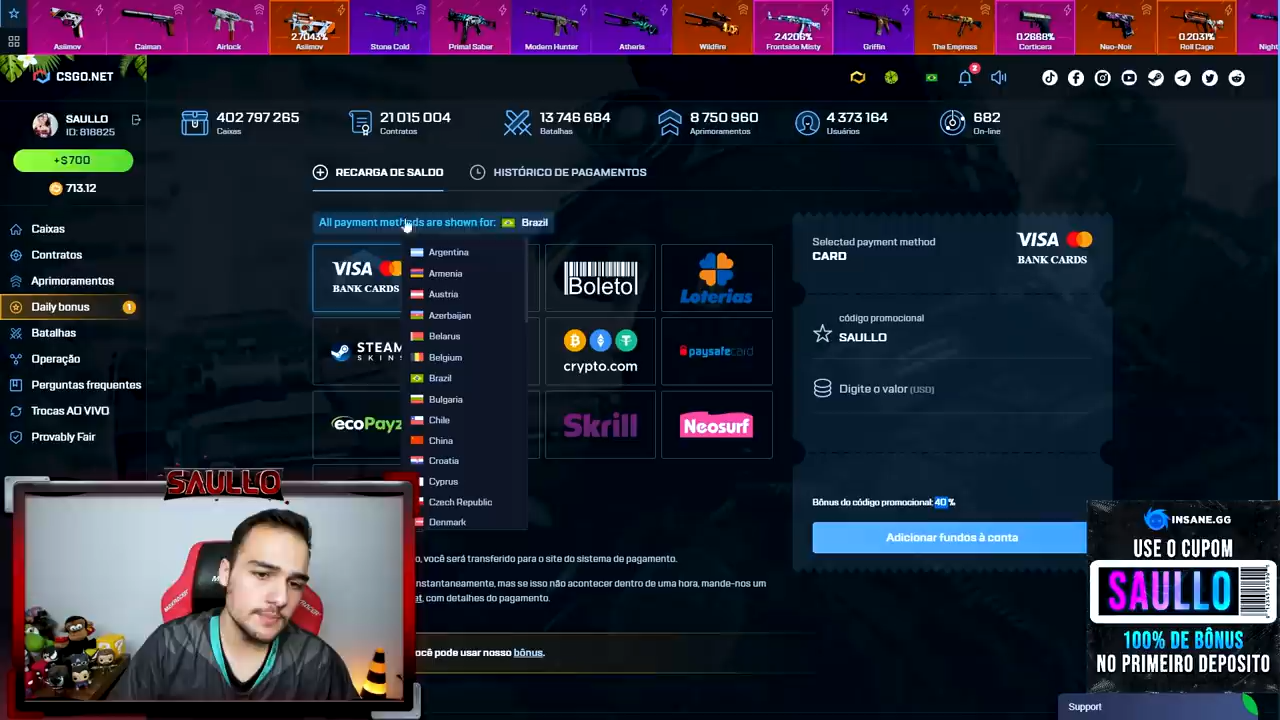 Asiimov
Caiman
Airlock
2.7043%
Asiimov
Stone Cold
Primal Saber
Modern Hunter
Atheris
Wildfire
2.4206%
Frontside Misty
Griffin
The Empress
0.2668%
Corticera
Neo-Noir
0.2031%
Roll Cage
Night
CSGO.NET
2
SAULLO
ID: 818825
+$700
713.12
402 797 265
Caixas
21 015 004
Contratos
13 746 684
Batalhas
8 750 960
Aprimoramentos
4 373 164
Usuários
682
On-line
RECARGA DE SALDO
HISTÓRICO DE PAGAMENTOS
All payment methods are shown for: Brazil
Caixas
Contratos
Aprimoramentos
Daily bonus 1
Batalhas
Operação
Perguntas frequentes
Trocas AO VIVO
Provably Fair
VISA
BANK CARDS
Boleto
Loterias
STEAM
SKINS
crypto.com
paysafecard
ecoPayz
Skrill
Neosurf
Argentina
Armenia
Austria
Azerbaijan
Belarus
Belgium
Brazil
Bulgaria
Chile
China
Croatia
Cyprus
Czech Republic
Denmark
Selected payment method
CARD
VISA
BANK CARDS
código promocional
SAULLO
Digite o valor (USD)
Bônus do código promocional: 40 %
Adicionar fundos à conta
o, você será transferido para o site do sistema de pagamento.
nstantaneamente, mas se isso não acontecer dentro de uma hora, mande-nos um
et, com detalhes do pagamento.
ocê pode usar nosso bônus.
SAULLO
INSANE.GG
USE O CUPOM
SAULLO
100% DE BÔNUS
NO PRIMEIRO DEPOSITO
Support